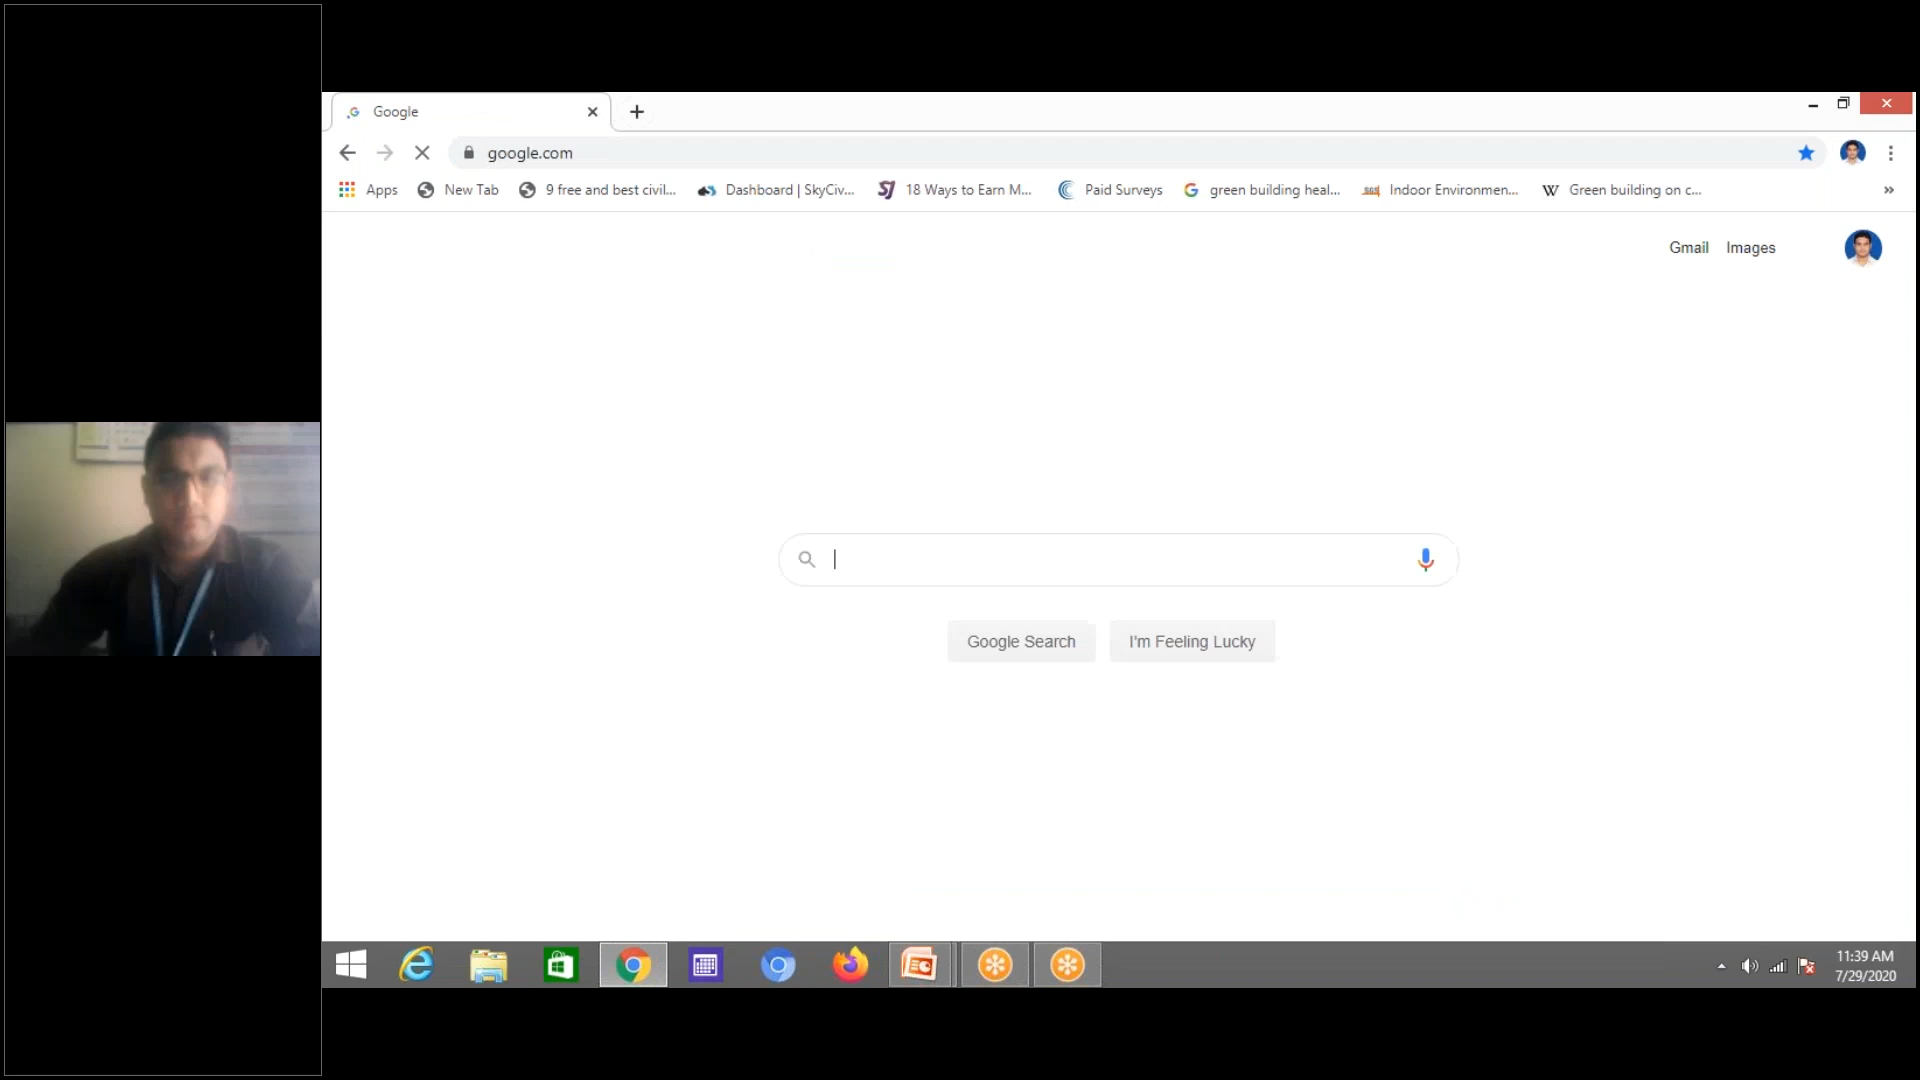 Google
google.com
Apps New Tab 9 free and best civil... Dashboard | SkyCiv... 18 Ways to Earn M... Paid Surveys green building heal... Indoor Environmen... Green building on c... »
Gmail Images
Google Search I'm Feeling Lucky
11:39 AM
7/29/2020